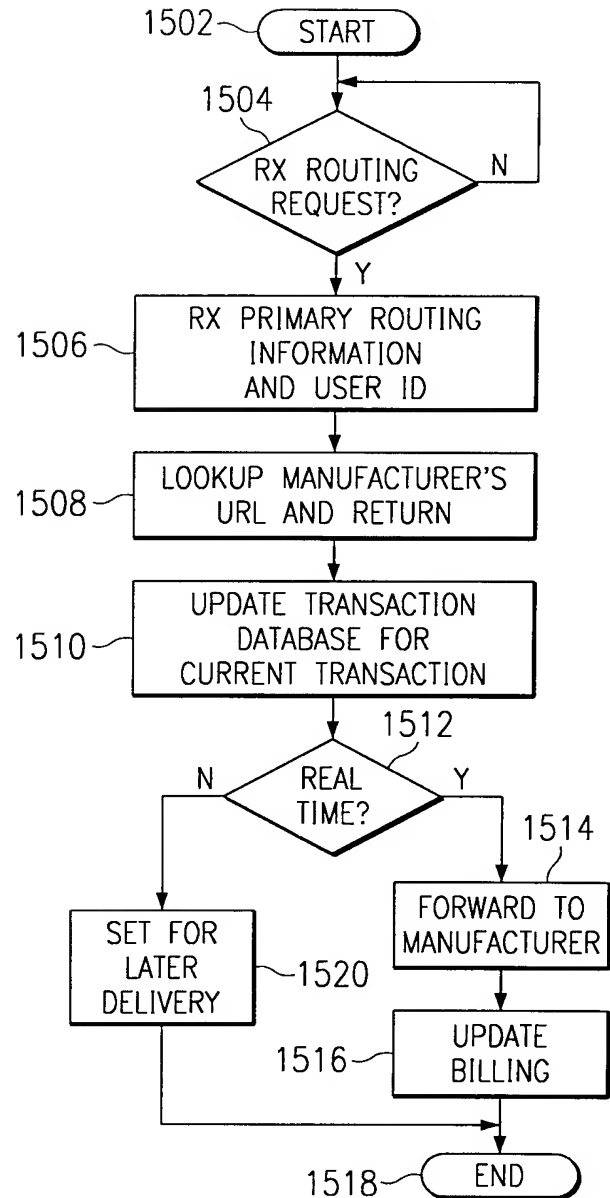 1502
START
1504
RX ROUTING
REQUEST?
N
Y
1506
RX PRIMARY ROUTING
INFORMATION
AND USER ID
1508
LOOKUP MANUFACTURER'S
URL AND RETURN
1510
UPDATE TRANSACTION
DATABASE FOR
CURRENT TRANSACTION
1512
N
REAL
TIME?
Y
1514
FORWARD TO
MANUFACTURER
SET FOR
LATER
DELIVERY
1520
1516
UPDATE
BILLING
1518
END